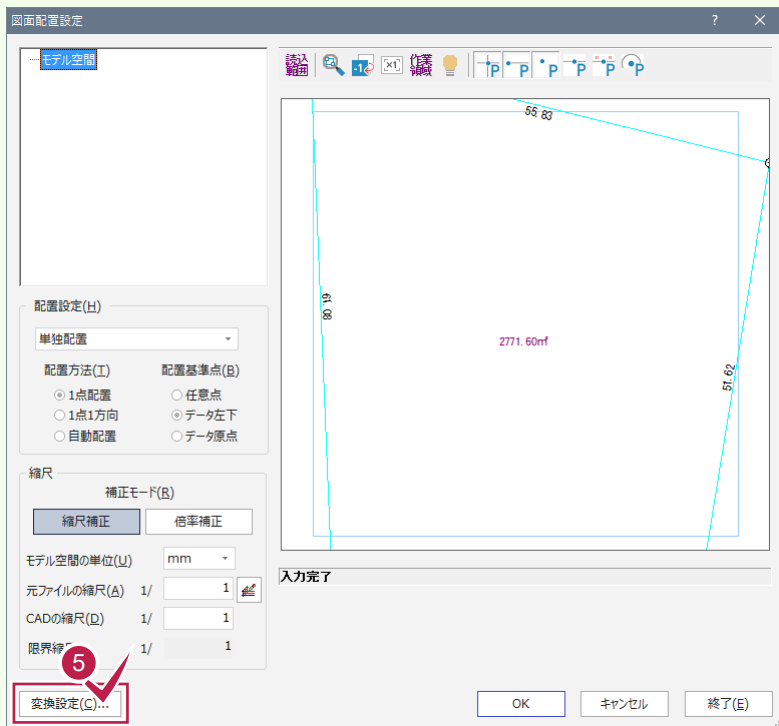 図面配置設定
? ×
モデル空間
読込範囲 -1 ×1 作業領域 P P P P P P
55.83
80.19
2771.60㎡
51.62
配置設定(H)
単独配置
配置方法(T) 配置基準点(B)
1点配置 任意点
1点1方向 データ左下
自動配置 データ原点
縮尺
補正モード(R)
縮尺補正 倍率補正
モデル空間の単位(U) mm
元ファイルの縮尺(A) 1/ 1
CADの縮尺(D) 1/ 1
限界縮 1/ 1
入力完了
5
変換設定(C)... OK キャンセル 終了(E)